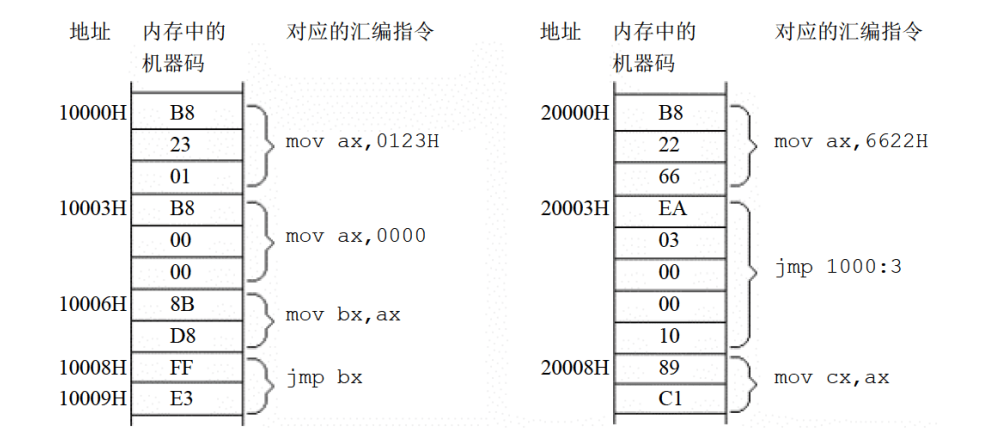 地址 内存中的 对应的汇编指令
机器码
10000H B8
23 mov ax,0123H
01
10003H B8
00 mov ax,0000
00
10006H 8B
D8 mov bx,ax
10008H FF
10009H E3 jmp bx
地址 内存中的 对应的汇编指令
机器码
20000H B8
22 mov ax,6622H
66
20003H EA
03
00 jmp 1000:3
00
10
20008H 89
C1 mov cx,ax